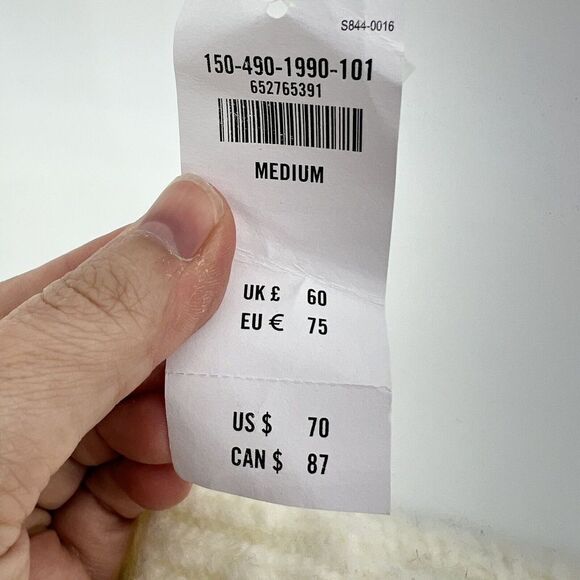 S844-0016
150-490-1990-101
652765391
MEDIUM
UK £ 60
EU € 75
US $ 70
CAN $ 87